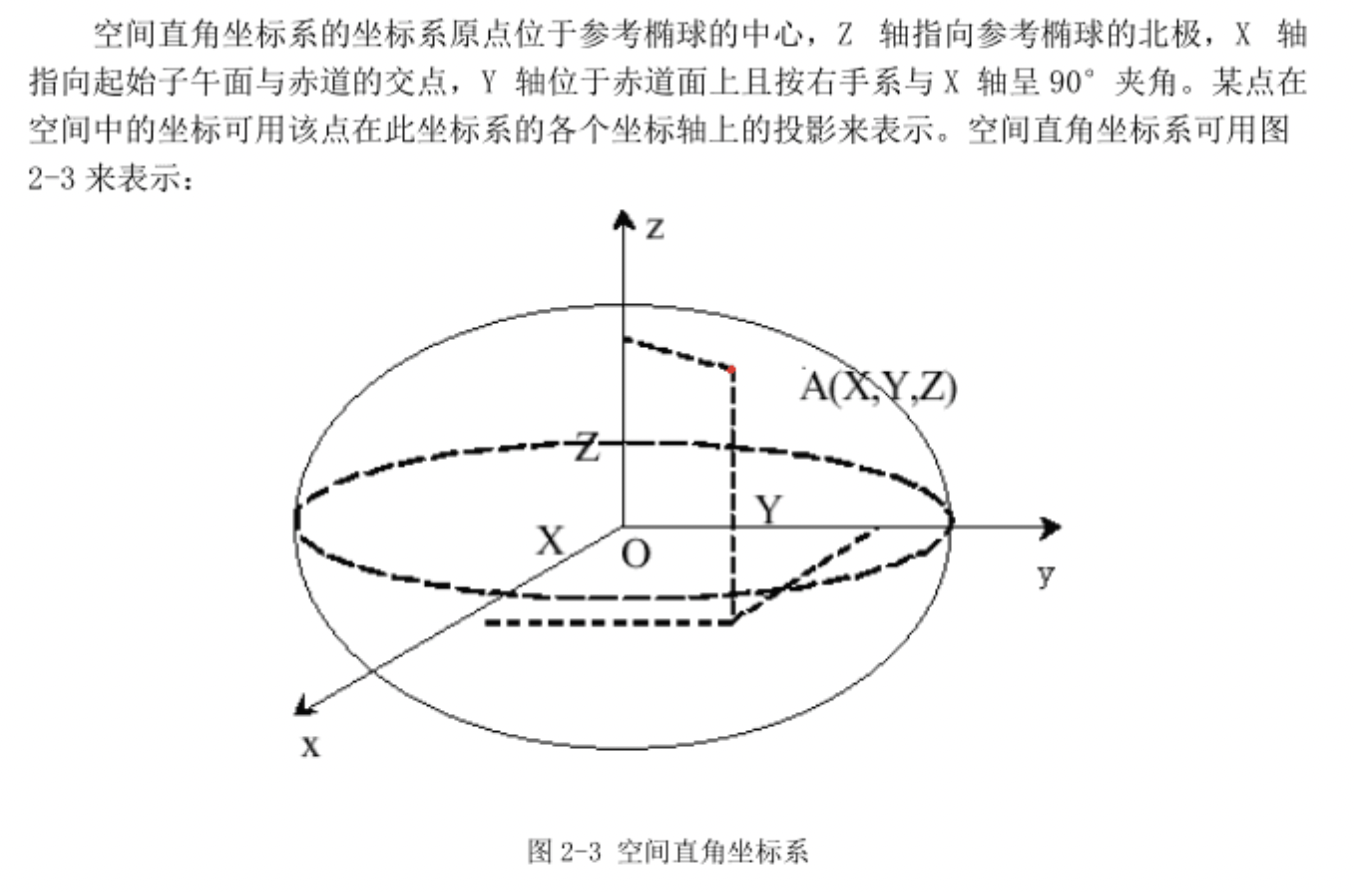 空间直角坐标系的坐标系原点位于参考椭球的中心，Z 轴指向参考椭球的北极，X 轴
指向起始子午面与赤道的交点，Y 轴位于赤道面上且按右手系与 X 轴呈 90° 夹角。某点在
空间中的坐标可用该点在此坐标系的各个坐标轴上的投影来表示。空间直角坐标系可用图
2-3 来表示：
z
A(X,Y,Z)
Z
Y
X
O
y
x
图 2-3 空间直角坐标系